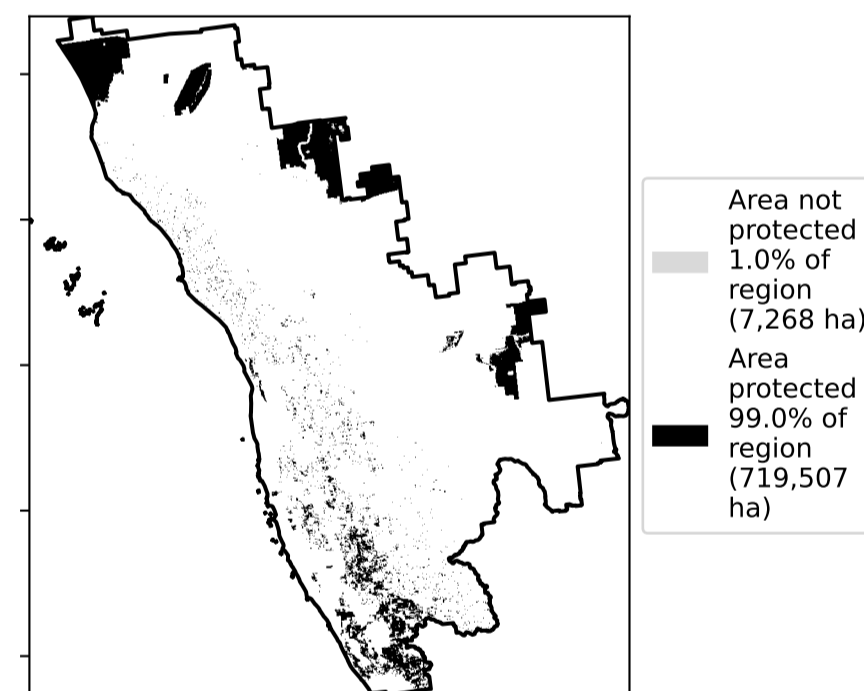 Area not
protected
1.0% of
region
(7,268 ha)
Area
protected
99.0% of
region
(719,507
ha)